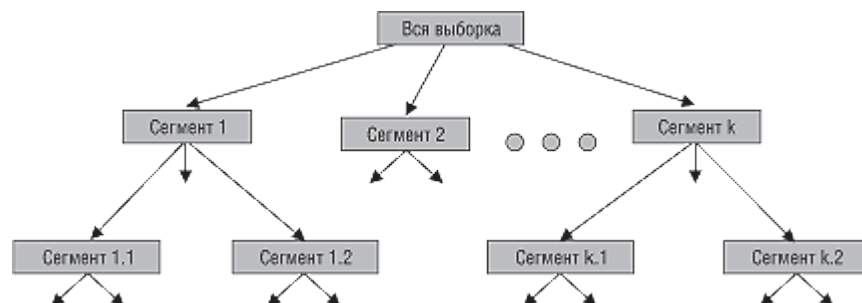 Вся выборка
Сегмент 1
Сегмент 2
Сегмент k
Сегмент 1.1
Сегмент 1.2
Сегмент k.1
Сегмент k.2